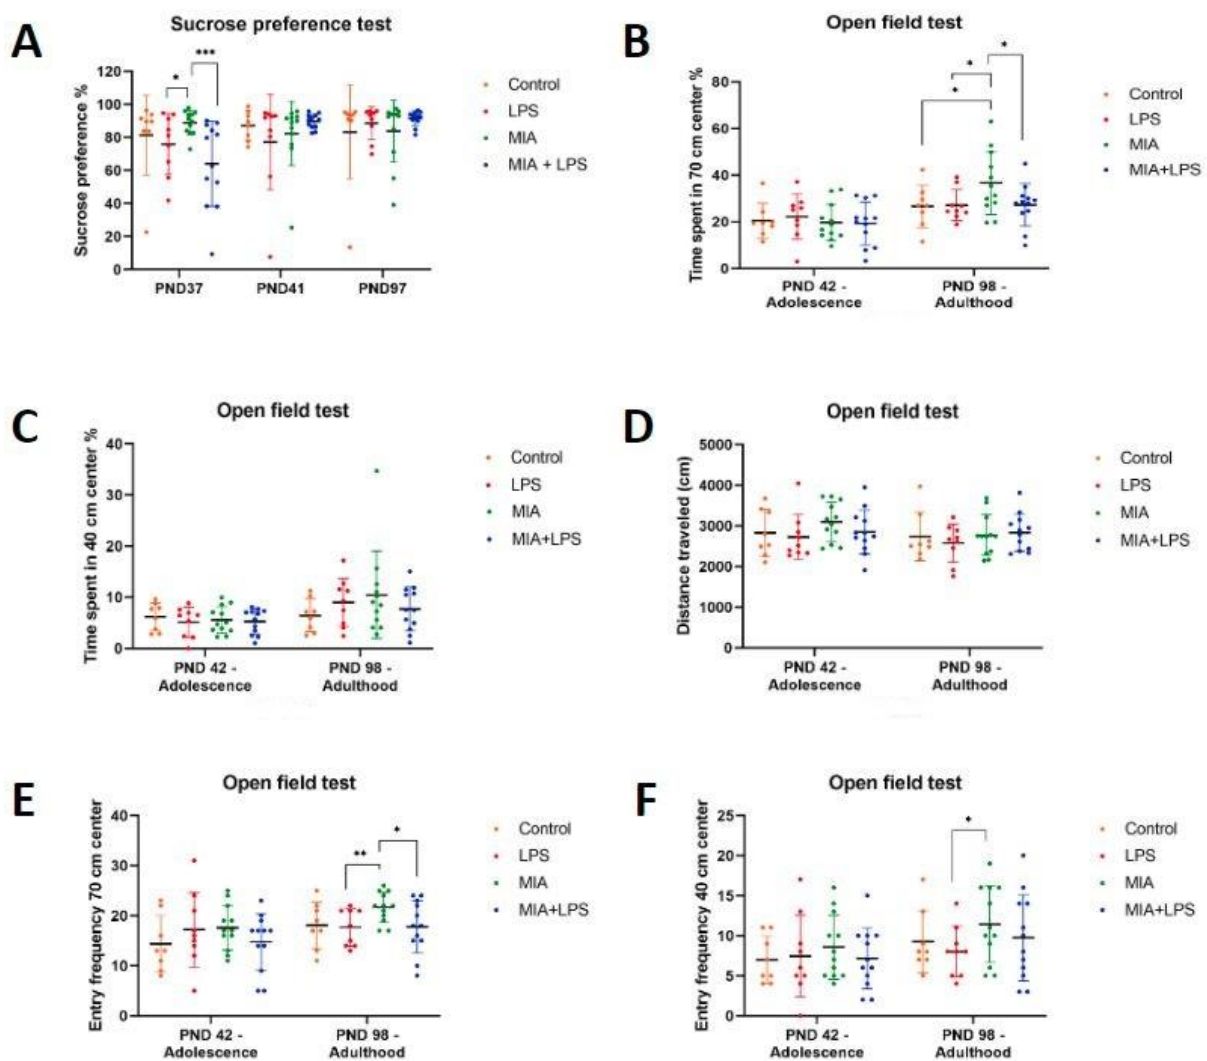 A
Sucrose preference test
Sucrose preference %
120
100
80
60
40
20
0
*
***
PND37
PND41
PND97
Control
LPS
MIA
MIA + LPS
B
Open field test
Time spent in 70 cm center %
80
60
40
20
0
*
*
*
PND 42 -
Adolescence
PND 98 -
Adulthood
Control
LPS
MIA
MIA+LPS
C
Open field test
Time spent in 40 cm center %
40
30
20
10
0
PND 42 -
Adolescence
PND 98 -
Adulthood
Control
LPS
MIA
MIA+LPS
D
Open field test
Distance traveled (cm)
5000
4000
3000
2000
1000
0
PND 42 -
Adolescence
PND 98 -
Adulthood
Control
LPS
MIA
MIA+LPS
E
Open field test
Entry frequency 70 cm center
40
30
20
10
0
**
*
PND 42 -
Adolescence
PND 98 -
Adulthood
Control
LPS
MIA
MIA+LPS
F
Open field test
Entry frequency 40 cm center
25
20
15
10
5
0
*
PND 42 -
Adolescence
PND 98 -
Adulthood
Control
LPS
MIA
MIA+LPS